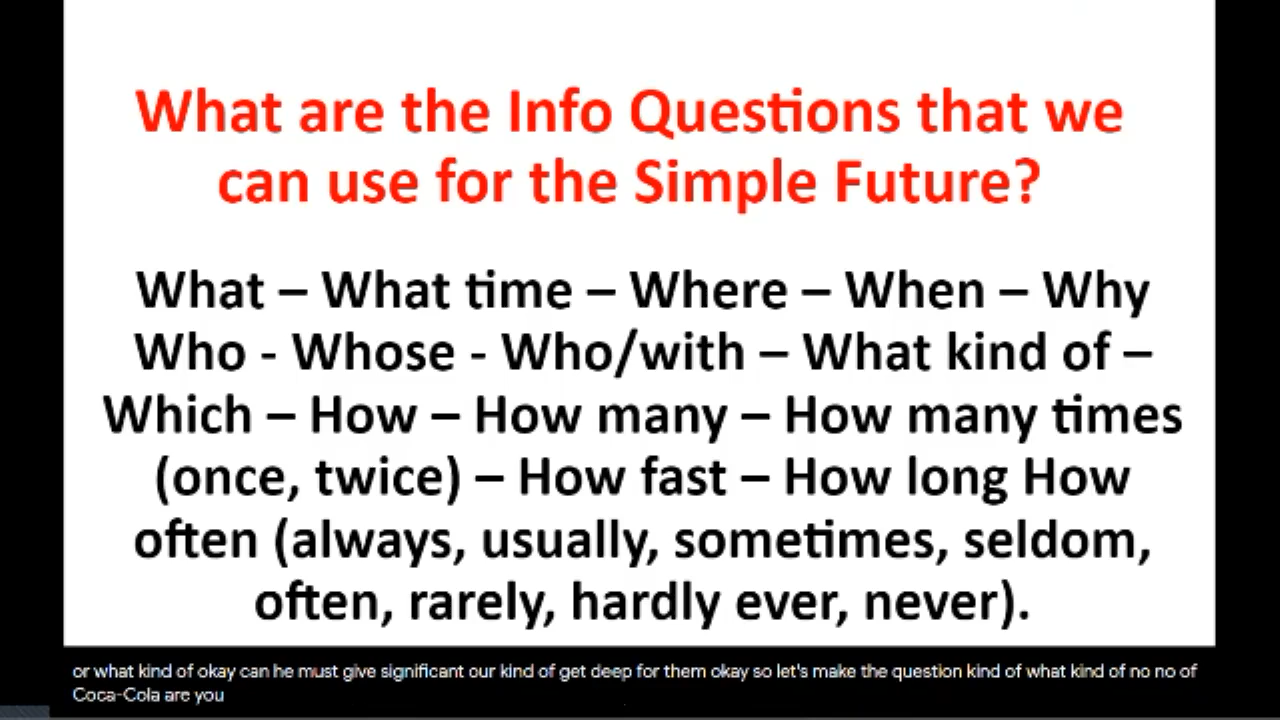 What are the Info Questions that we
can use for the Simple Future?
What – What time – Where – When – Why
Who - Whose - Who/with – What kind of –
Which – How – How many – How many times
(once, twice) – How fast – How long How
often (always, usually, sometimes, seldom,
often, rarely, hardly ever, never).
or what kind of okay can he must give significant our kind of get deep for them okay so let's make the question kind of what kind of no no of
Coca-Cola are you